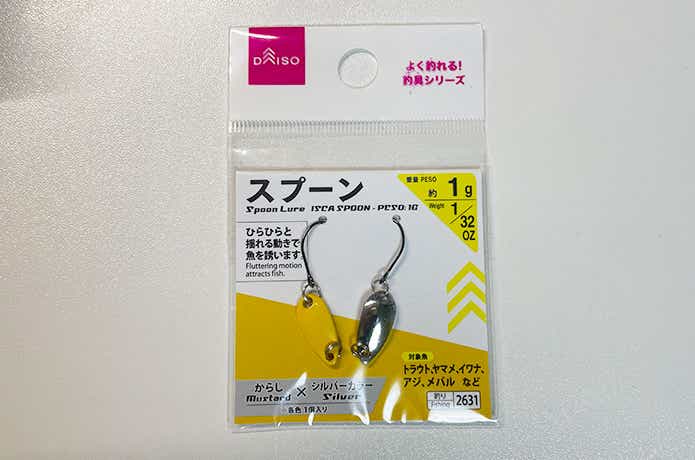 DAISO
よく釣れる！
釣具シリーズ
スプーン
Spoon Lure ISCA SPOON - PESO: 1G
重量 PESO
約 1g
Weight 1/32 OZ
ひらひらと
揺れる動きで
魚を誘います。
Fluttering motion
attracts fish.
対象魚
トラウト、ヤマメ、イワナ、
アジ、メバル など
からし × シルバーカラー
Mustard Silver
各色1個入り
釣り
Fishing 2631